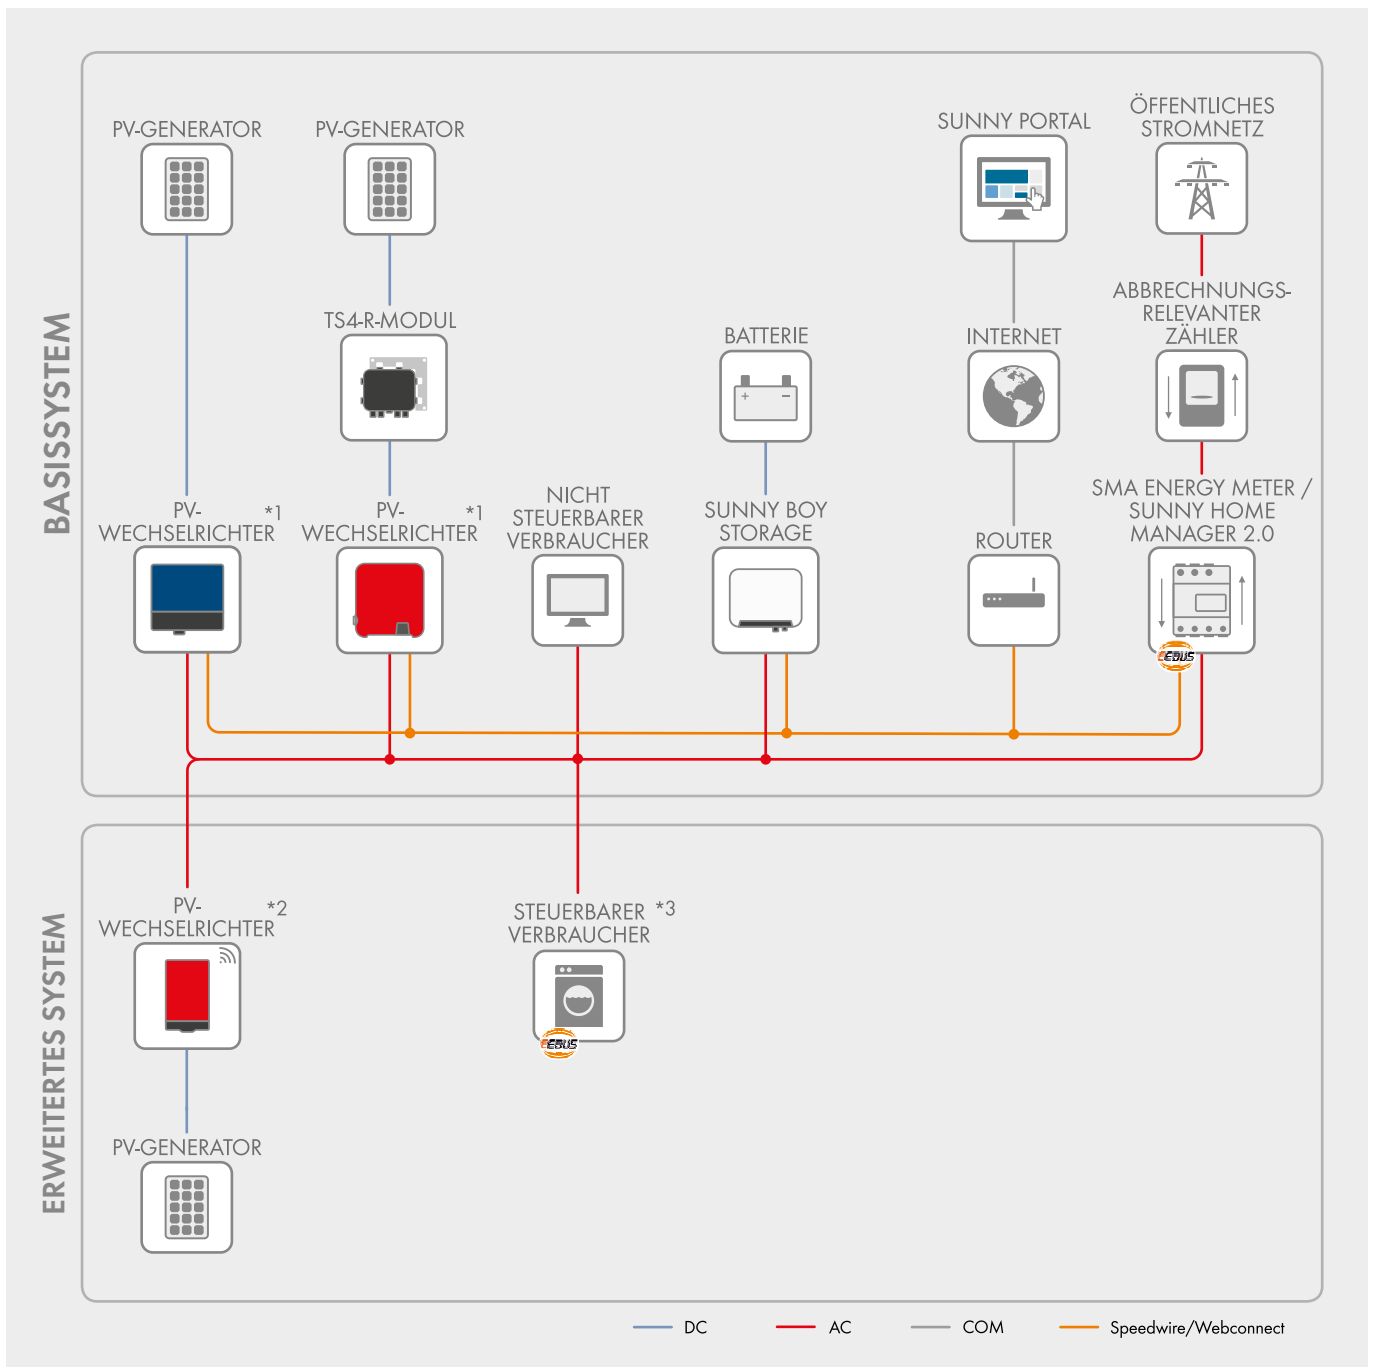 BASISSYSTEM
PV-GENERATOR
PV-GENERATOR
SUNNY PORTAL
ÖFFENTLICHES
STROMNETZ
TS4-R-MODUL
BATTERIE
INTERNET
ABBRECHNUNGS-
RELEVANTER
ZÄHLER
PV-
WECHSELRICHTER *1
PV-
WECHSELRICHTER *1
NICHT
STEUERBARER
VERBRAUCHER
SUNNY BOY
STORAGE
ROUTER
SMA ENERGY METER /
SUNNY HOME
MANAGER 2.0
EEBUS
ERWEITERTES SYSTEM
PV-
WECHSELRICHTER *2
STEUERBARER *3
VERBRAUCHER
EEBUS
PV-GENERATOR
DC
AC
COM
Speedwire/Webconnect